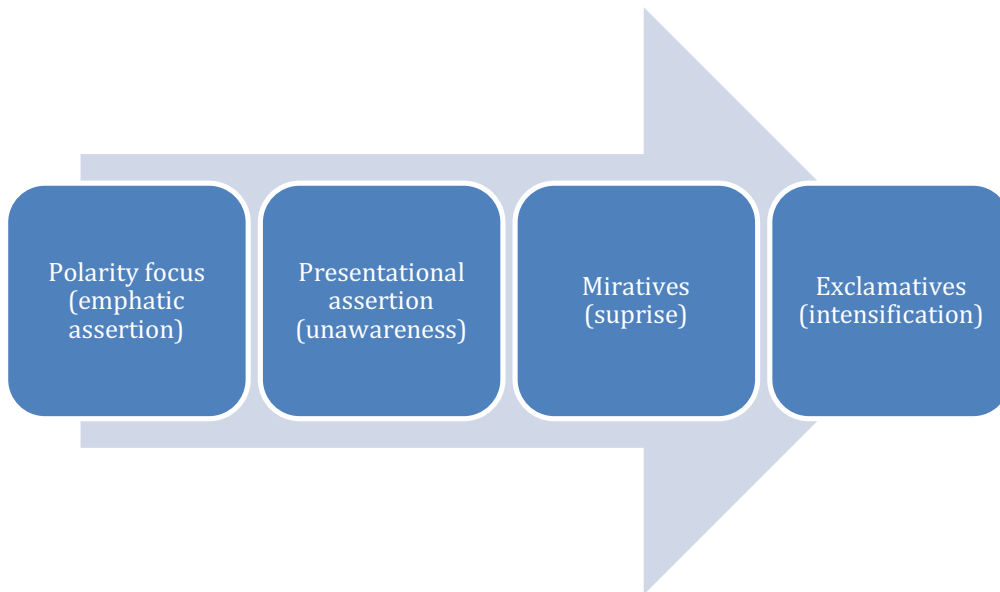 Polarity focus
(emphatic
assertion)
Presentational
assertion
(unawareness)
Miratives
(suprise)
Exclamatives
(intensification)